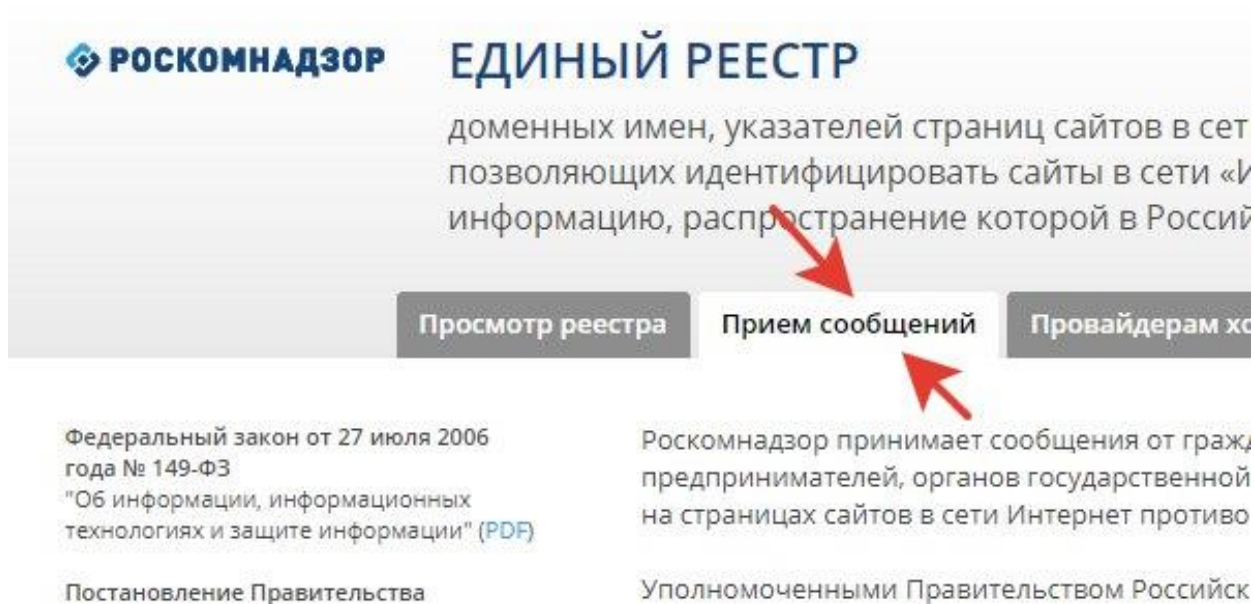 РОСКОМНАДЗОР
ЕДИНЫЙ РЕЕСТР
доменных имен, указателей страниц сайтов в сет
позволяющих идентифицировать сайты в сети «И
информацию, распространение которой в Россий
Просмотр реестра
Прием сообщений
Провайдерам хо
Федеральный закон от 27 июля 2006
года № 149-ФЗ
"Об информации, информационных
технологиях и защите информации" (PDF)
Постановление Правительства
Роскомнадзор принимает сообщения от гражд
предпринимателей, органов государственной
на страницах сайтов в сети Интернет противо
Уполномоченными Правительством Российск